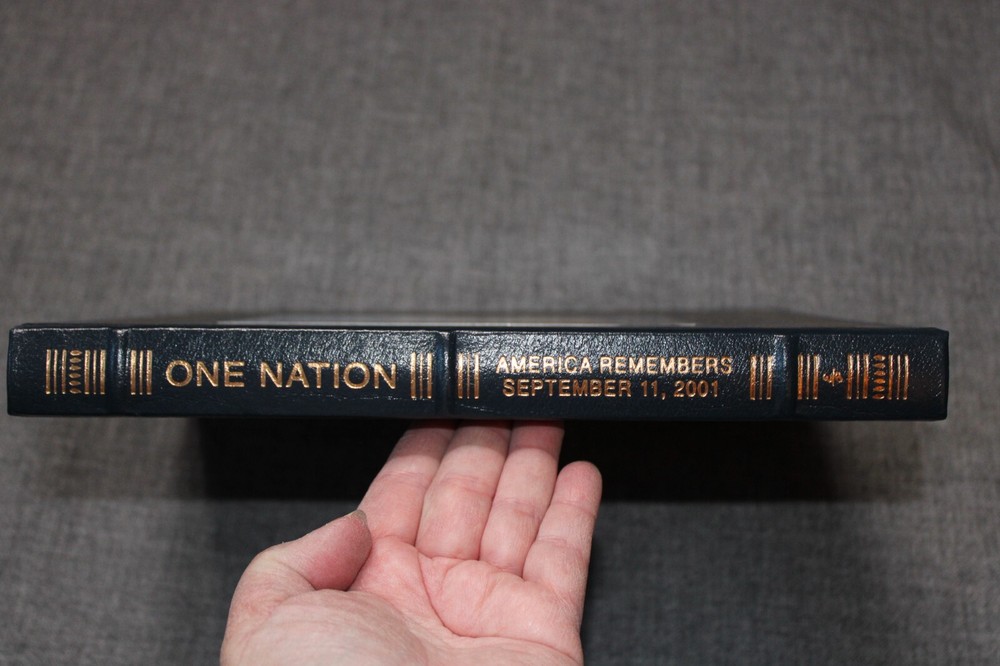 ONE NATION
AMERICA REMEMBERS
SEPTEMBER 11, 2001